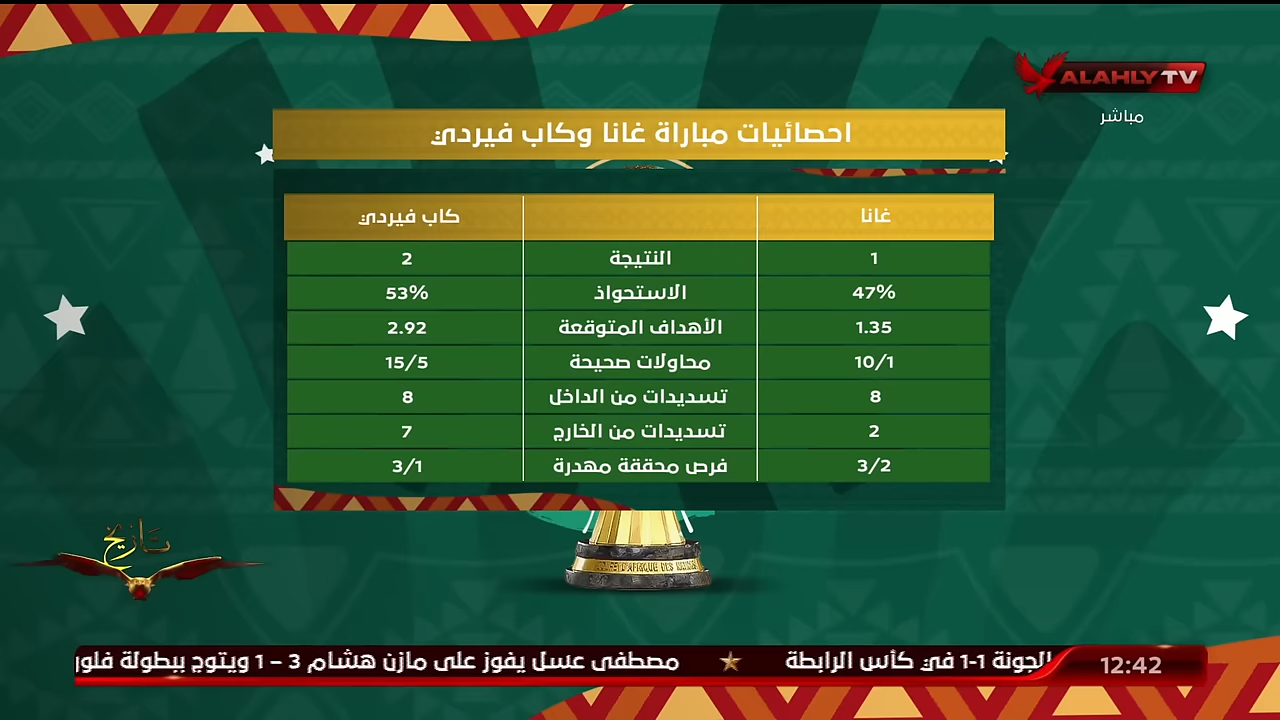 ALAHLY TV
مباشر
احصائيات مباراة غانا وكاب فيردي
غانا كاب فيردي
1 النتيجة 2
47% الاستحواذ 53%
1.35 الأهداف المتوقعة 2.92
10/1 محاولات صحيحة 15/5
8 تسديدات من الداخل 8
2 تسديدات من الخارج 7
3/2 فرص محققة مهدرة 3/1
تاريخ
12:42
الجونة 1-1 في كأس الرابطة ★ مصطفى عسل يفوز على مازن هشام 3 – 1 ويتوج ببطولة فلور